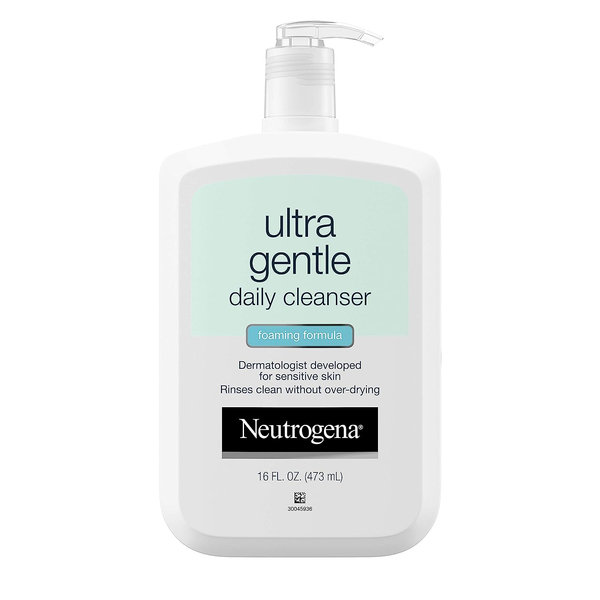 ultra
gentle
daily cleanser
foaming formula
Dermatologist developed
for sensitive skin
Rinses clean without over-drying
Neutrogena®
16 FL. OZ. (473 mL)
30045936